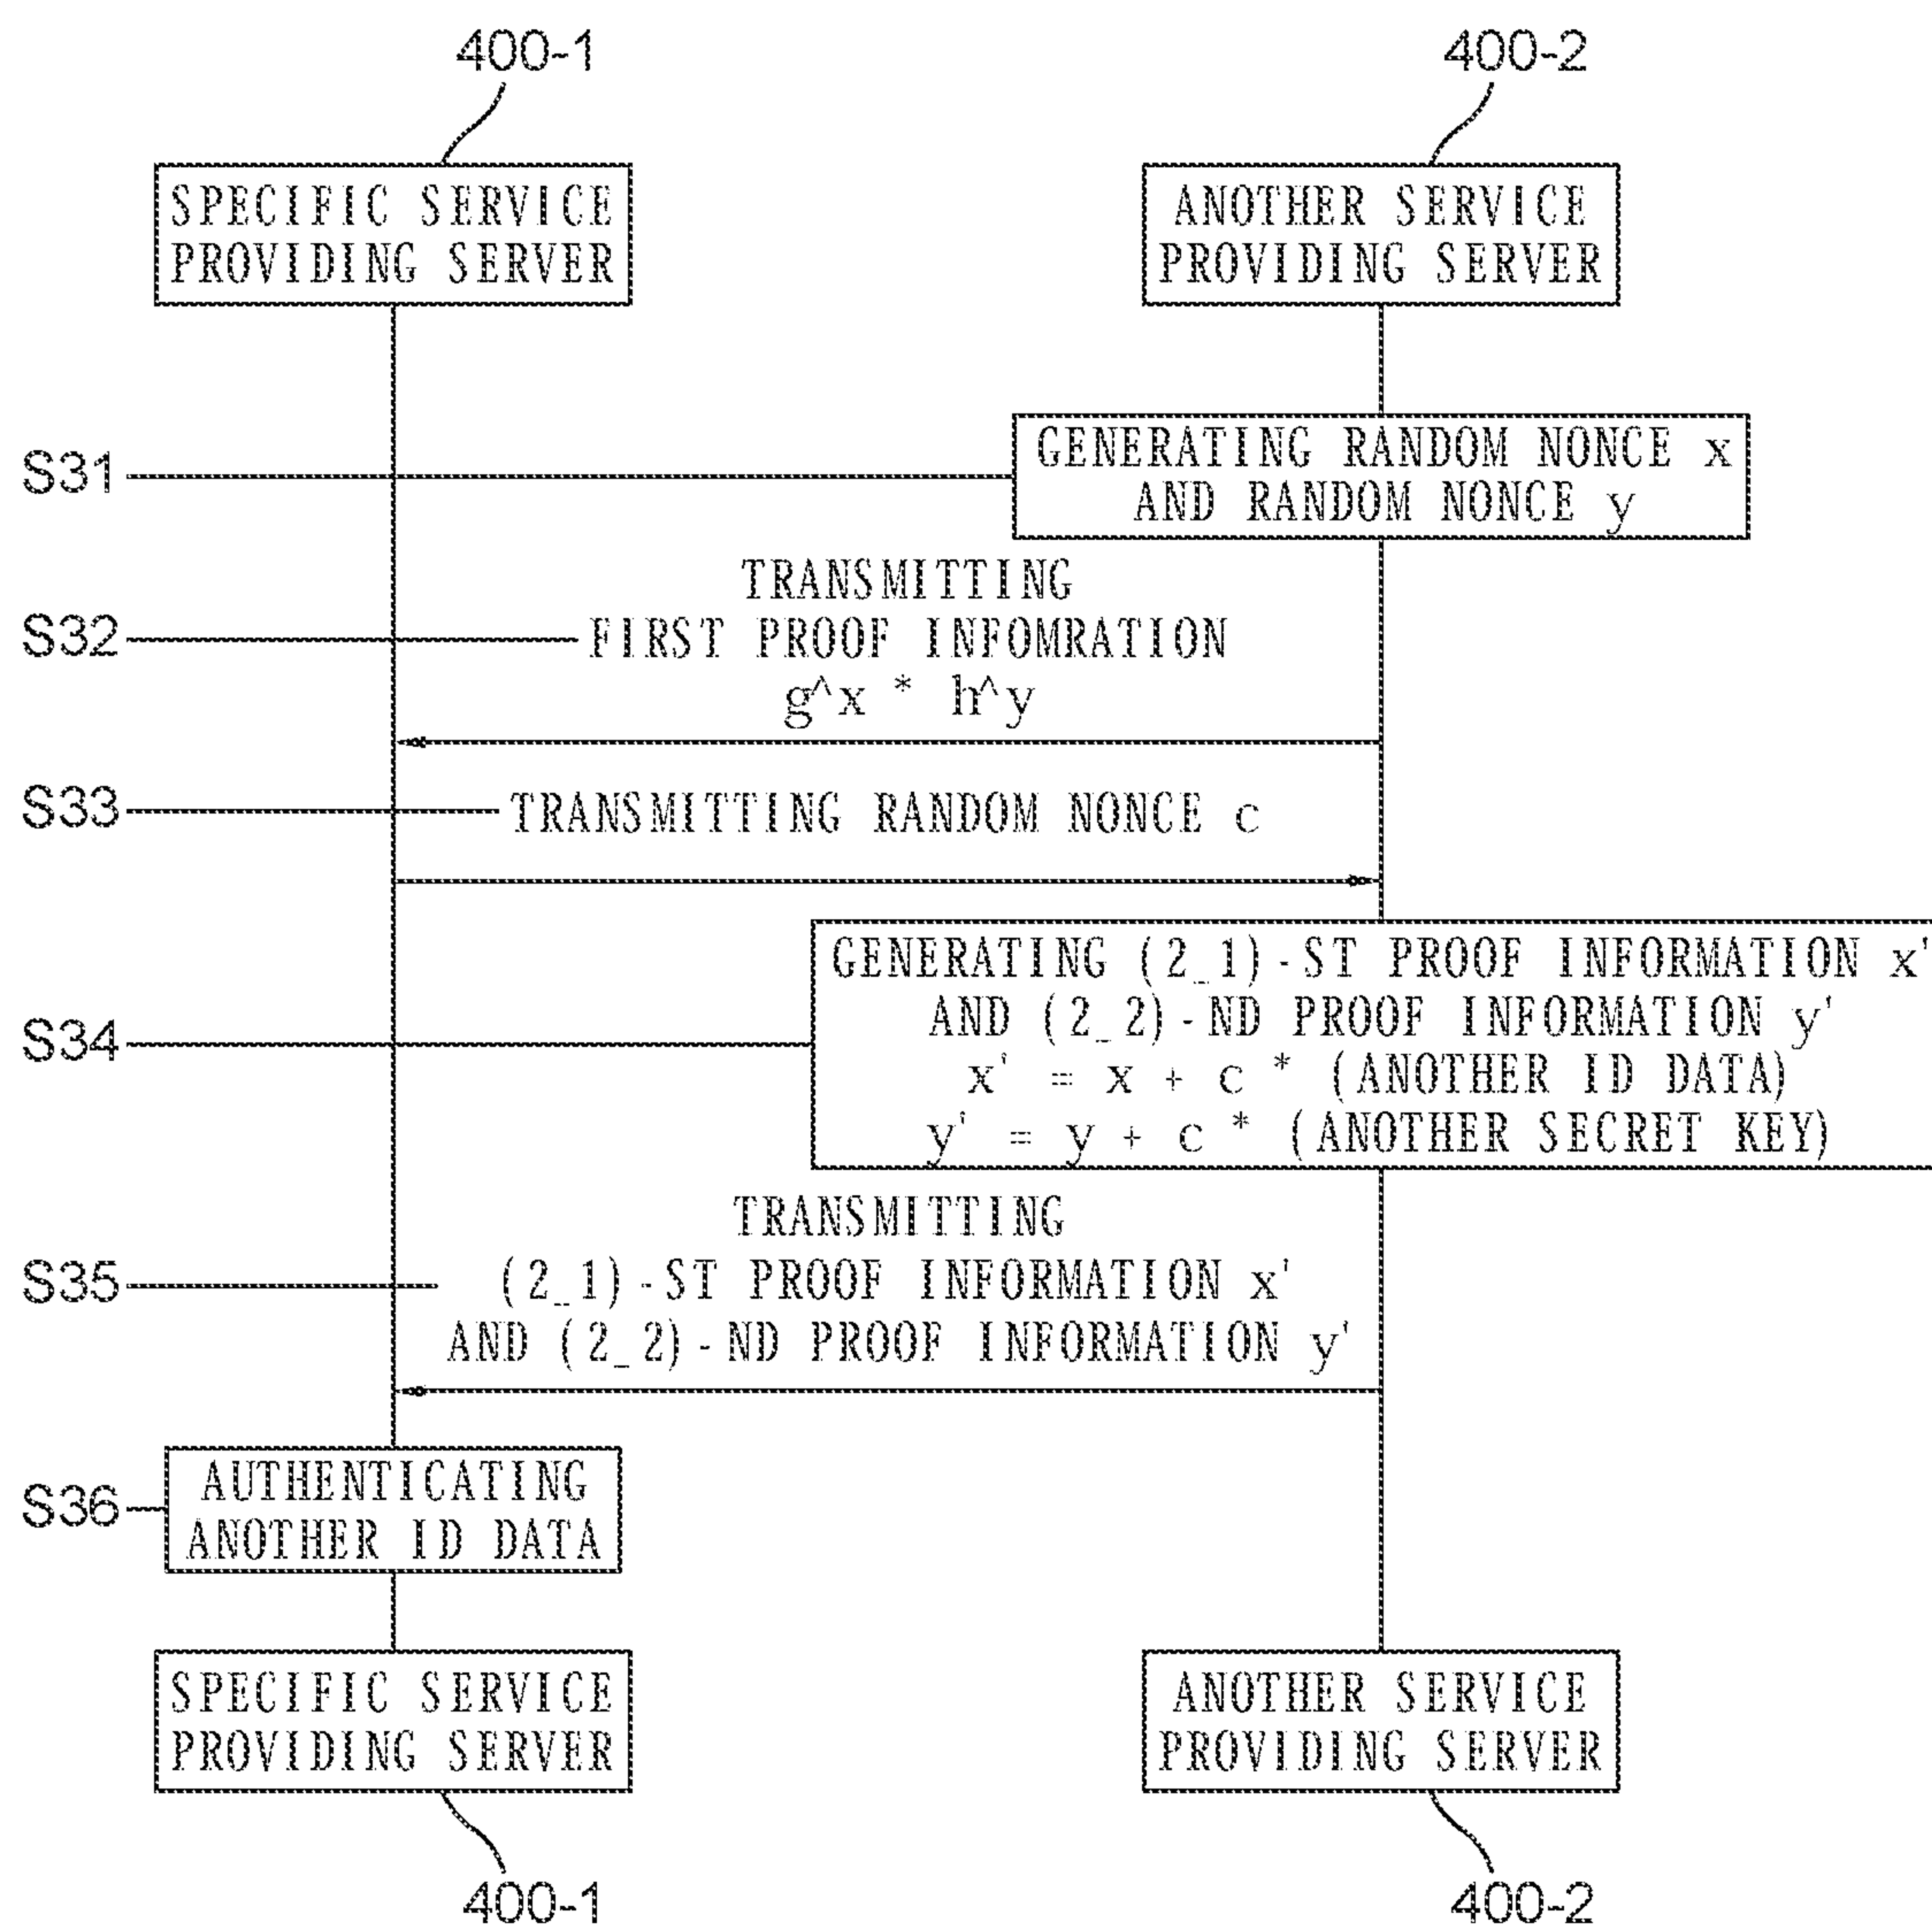 400-1
400-2
SPECIFIC SERVICE
PROVIDING SERVER
ANOTHER SERVICE
PROVIDING SERVER
S31
GENERATING RANDOM NONCE x
AND RANDOM NONCE y
S32
TRANSMITTING
FIRST PROOF INFOMRATION
g^x * h^y
S33
TRANSMITTING RANDOM NONCE c
S34
GENERATING (2_1)-ST PROOF INFORMATION x'
AND (2_2)-ND PROOF INFORMATION y'
x' = x + c * (ANOTHER ID DATA)
y' = y + c * (ANOTHER SECRET KEY)
S35
TRANSMITTING
(2_1)-ST PROOF INFORMATION x'
AND (2_2)-ND PROOF INFORMATION y'
S36
AUTHENTICATING
ANOTHER ID DATA
SPECIFIC SERVICE
PROVIDING SERVER
ANOTHER SERVICE
PROVIDING SERVER
400-1
400-2